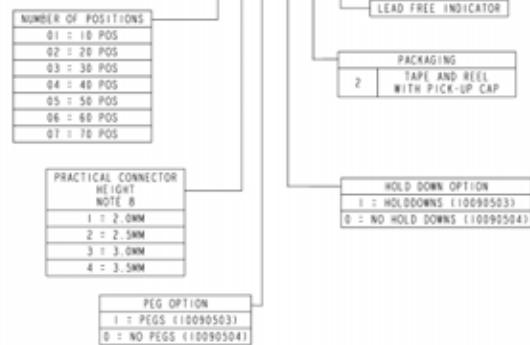 NUMBER OF POSITIONS
01 = 10 POS
02 = 20 POS
03 = 30 POS
04 = 40 POS
05 = 50 POS
06 = 60 POS
07 = 70 POS
LEAD FREE INDICATOR
PACKAGING
2 TAPE AND REEL
WITH PICK-UP CAP
PRACTICAL CONNECTOR
HEIGHT
NOTE 8
1 = 2.0MM
2 = 2.5MM
3 = 3.0MM
4 = 3.5MM
HOLD DOWN OPTION
1 = HOLDDOWNS (10090503)
0 = NO HOLD DOWNS (10090504)
PEG OPTION
1 = PEGS (10090503)
0 = NO PEGS (10090504)